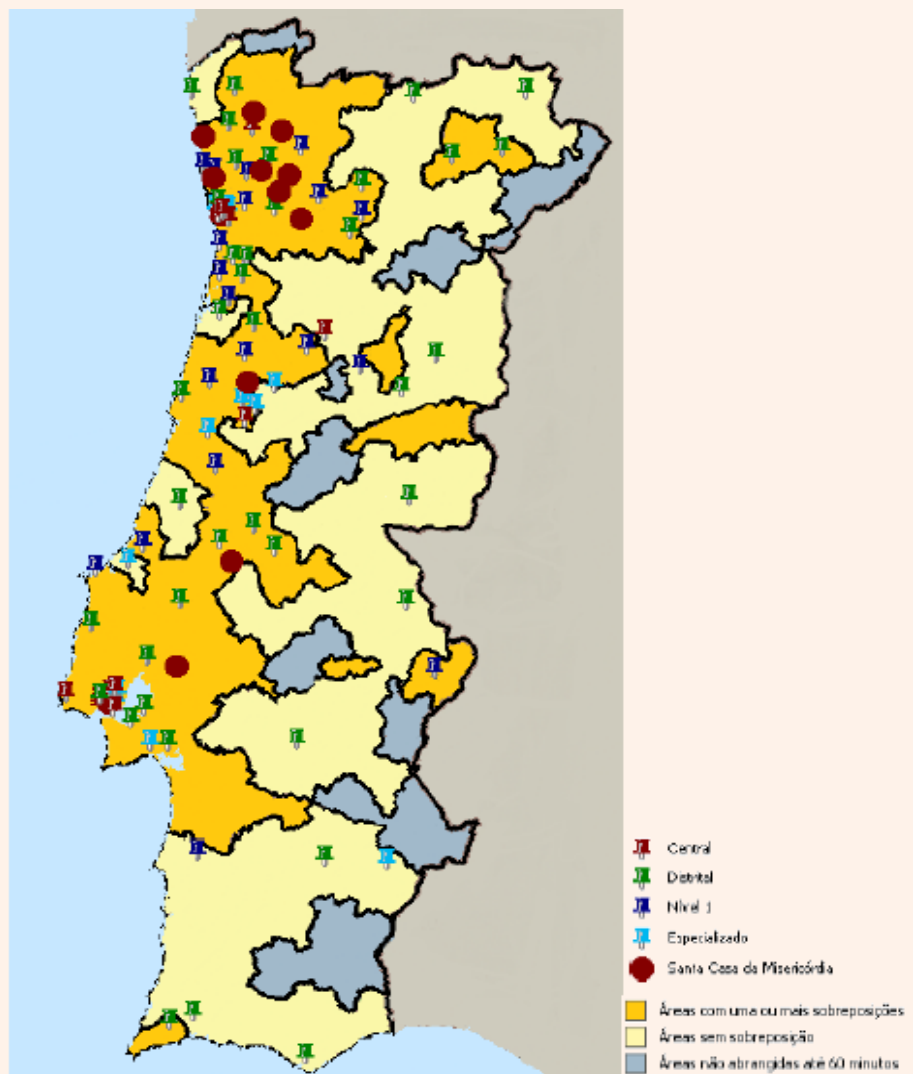 Central
Distrital
Nível 1
Especializado
Santa Casa da Misericórdia
Áreas com uma ou mais sobreposições
Áreas sem sobreposição
Áreas não abrangidas até 60 minutos